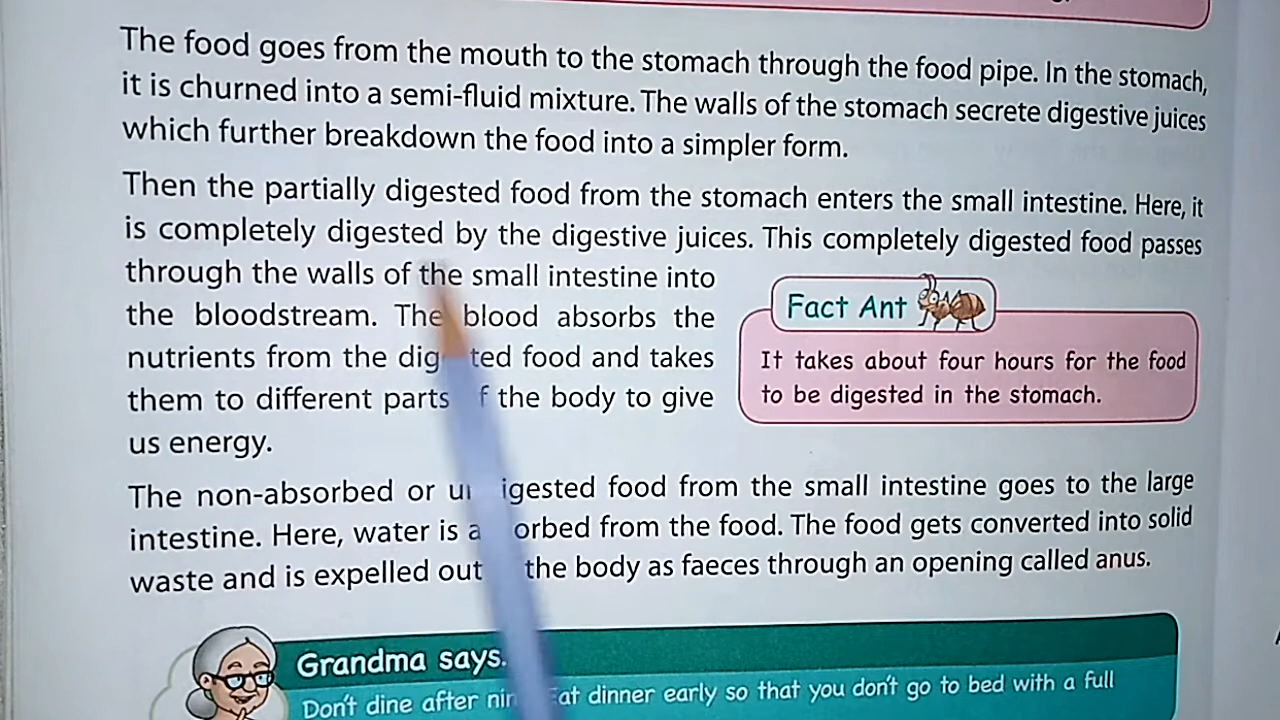 The food goes from the mouth to the stomach through the food pipe. In the stomach,
it is churned into a semi-fluid mixture. The walls of the stomach secrete digestive juices
which further breakdown the food into a simpler form.
Then the partially digested food from the stomach enters the small intestine. Here, it
is completely digested by the digestive juices. This completely digested food passes
through the walls of the small intestine into
the bloodstream. The blood absorbs the
nutrients from the food and takes
them to different parts the body to give
us energy.
Fact Ant
It takes about four hours for the food
to be digested in the stomach.
The non-absorbed or food from the small intestine goes to the large
intestine. Here, water is from the food. The food gets converted into solid
waste and is expelled out the body as faeces through an opening called anus.
Grandma says.
Don't dine after dinner early so that you don't go to bed with a full